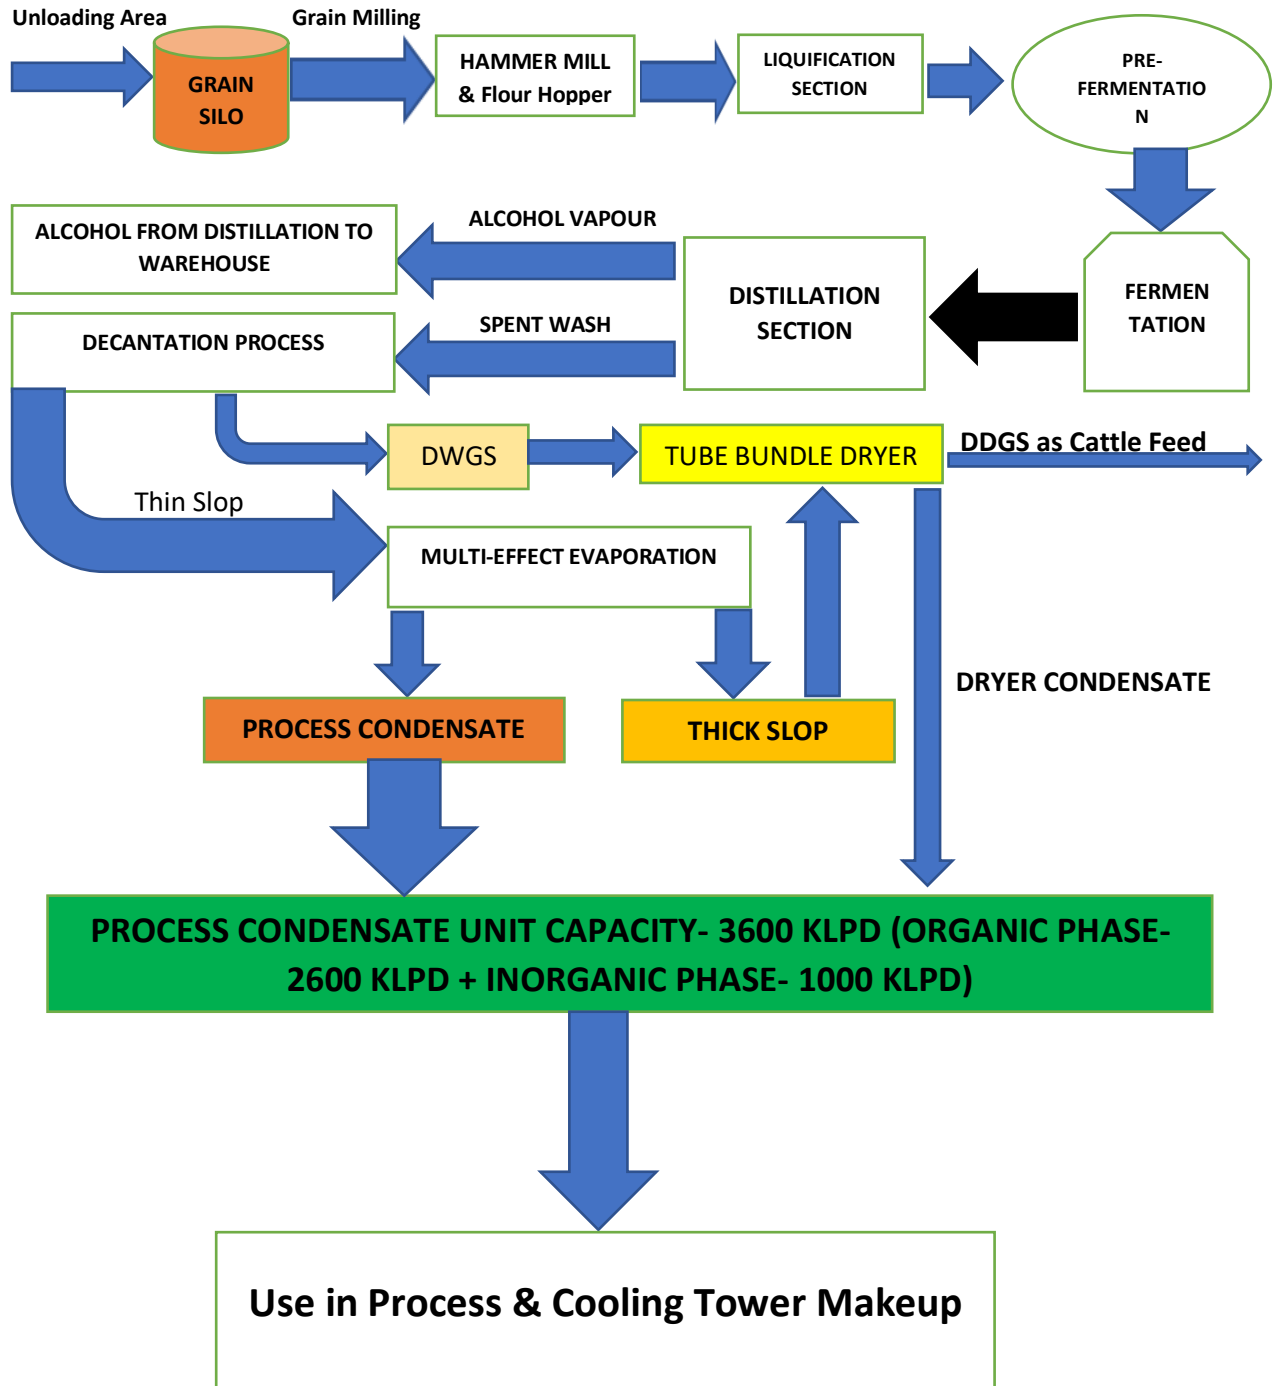 Unloading Area
Grain Milling
GRAIN
SILO
HAMMER MILL
& Flour Hopper
LIQUIFICATION
SECTION
PRE-
FERMENTATIO
N
ALCOHOL FROM DISTILLATION TO
WAREHOUSE
ALCOHOL VAPOUR
DISTILLATION
SECTION
FERMEN
TATION
SPENT WASH
DECANTATION PROCESS
DWGS
TUBE BUNDLE DRYER
DDGS as Cattle Feed
Thin Slop
MULTI-EFFECT EVAPORATION
DRYER CONDENSATE
PROCESS CONDENSATE
THICK SLOP
PROCESS CONDENSATE UNIT CAPACITY- 3600 KLPD (ORGANIC PHASE-
2600 KLPD + INORGANIC PHASE- 1000 KLPD)
Use in Process & Cooling Tower Makeup